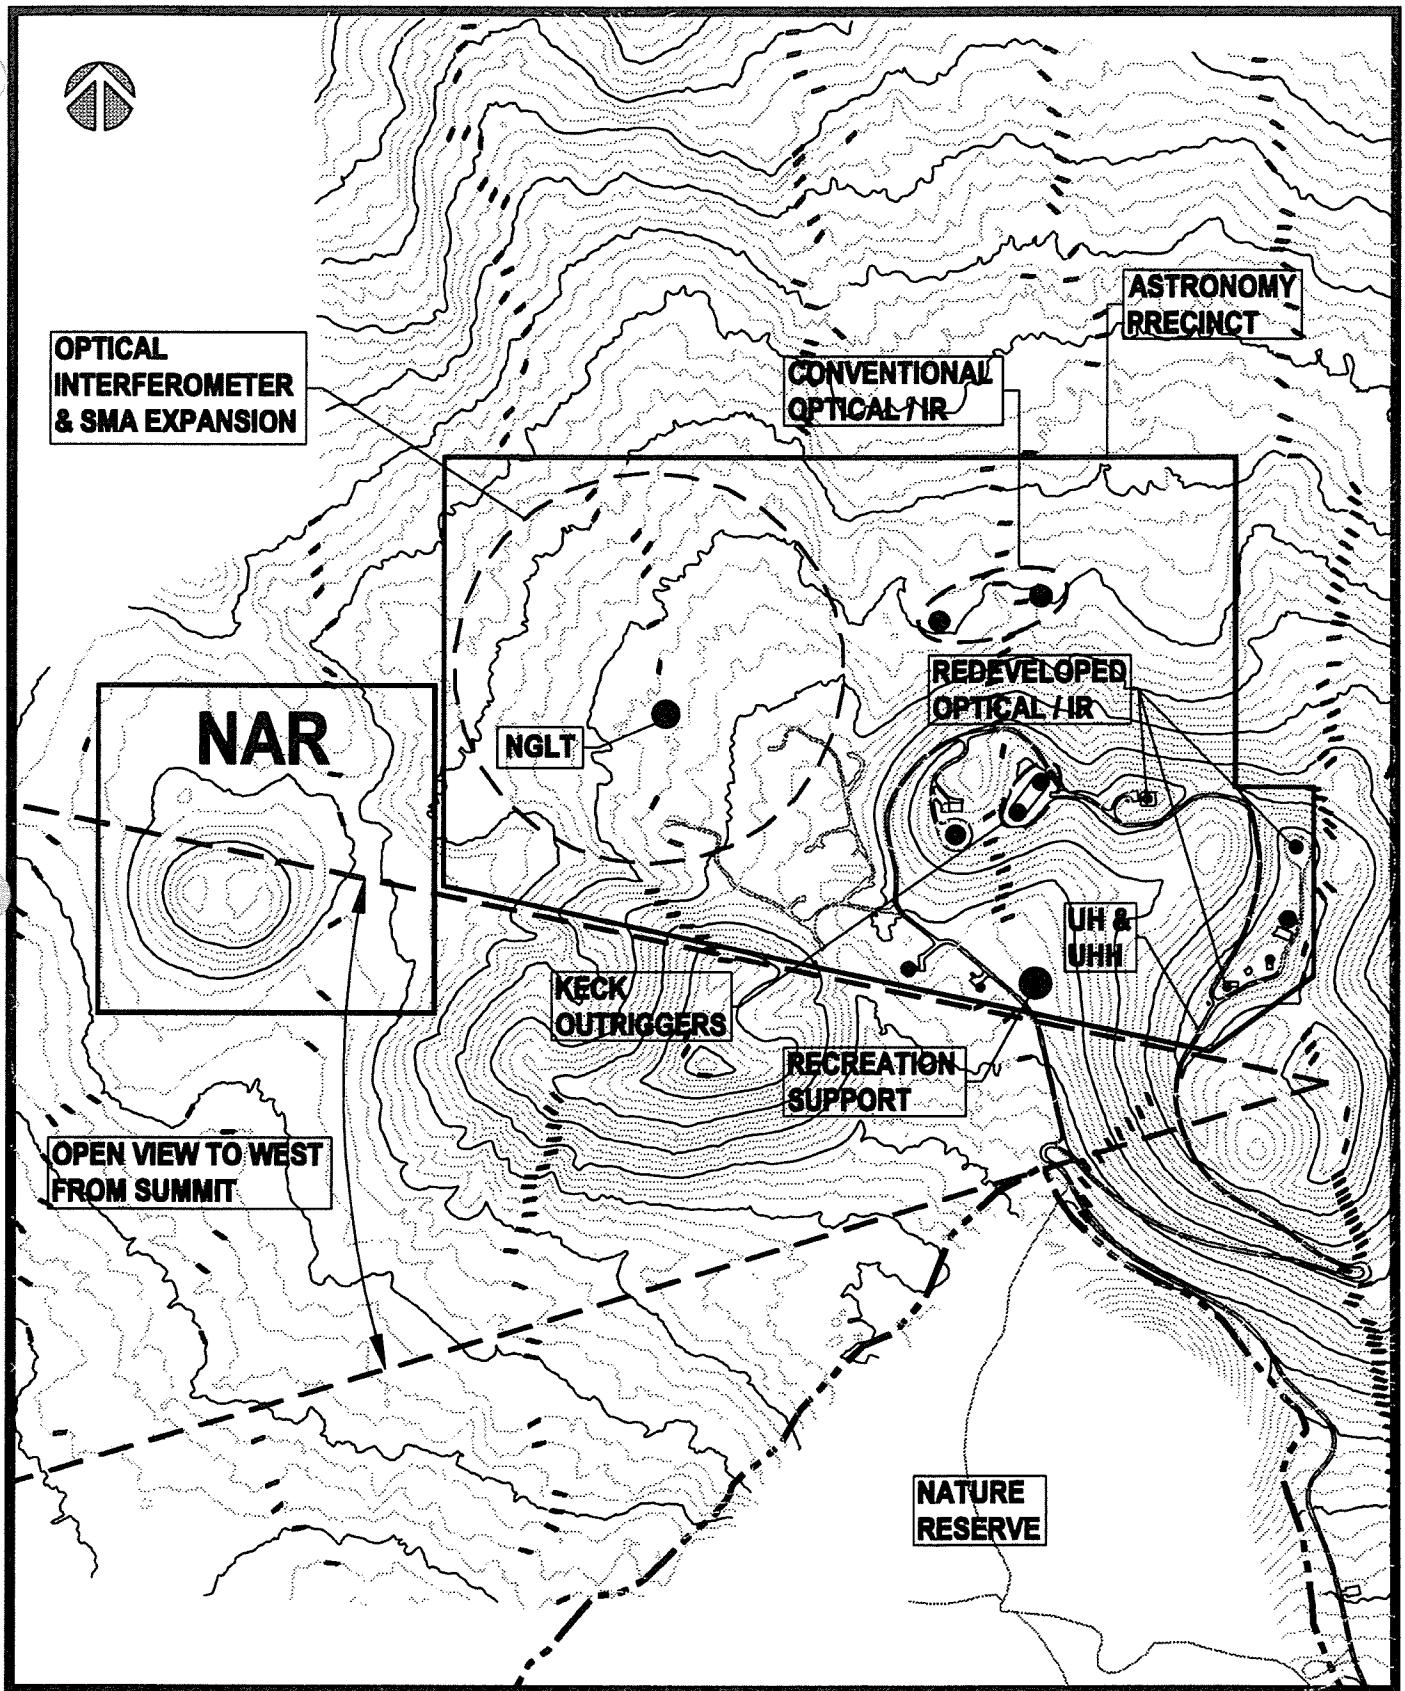 ASTRONOMY
PRECINCT
OPTICAL
INTERFEROMETER
& SMA EXPANSION
CONVENTIONAL
OPTICAL / IR
REDEVELOPED
OPTICAL / IR
NAR
NGLT
UH &
UHH
KECK
OUTRIGGERS
RECREATION
SUPPORT
OPEN VIEW TO WEST
FROM SUMMIT
NATURE
RESERVE